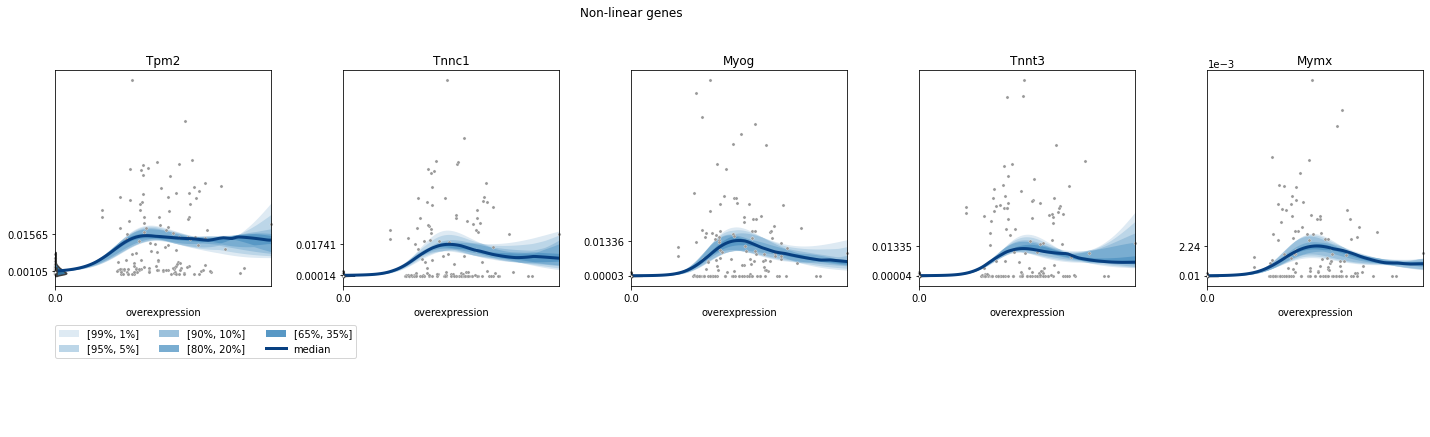 Non-linear genes
Tpm2
0.01565
0.00105
0.0
overexpression
Tnnc1
0.01741
0.00014
0.0
overexpression
Myog
0.01336
0.00003
0.0
overexpression
Tnnt3
0.01335
0.00004
0.0
overexpression
Mymx
1e-3
2.24
0.01
0.0
overexpression
[99%, 1%]
[90%, 10%]
[65%, 35%]
[95%, 5%]
[80%, 20%]
median